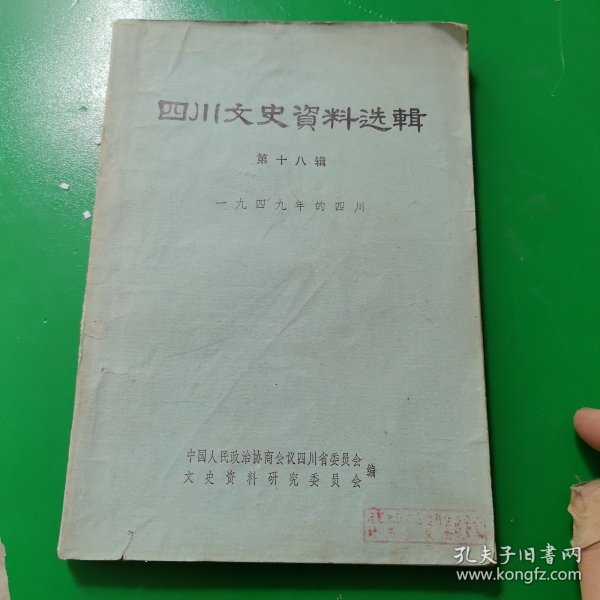 四川文史資料选輯
第十八辑
一九四九年的四川
中国人民政治协商会议四川省委员会
文史资料研究委员会
编
孔夫子旧书网
www.kongfz.com